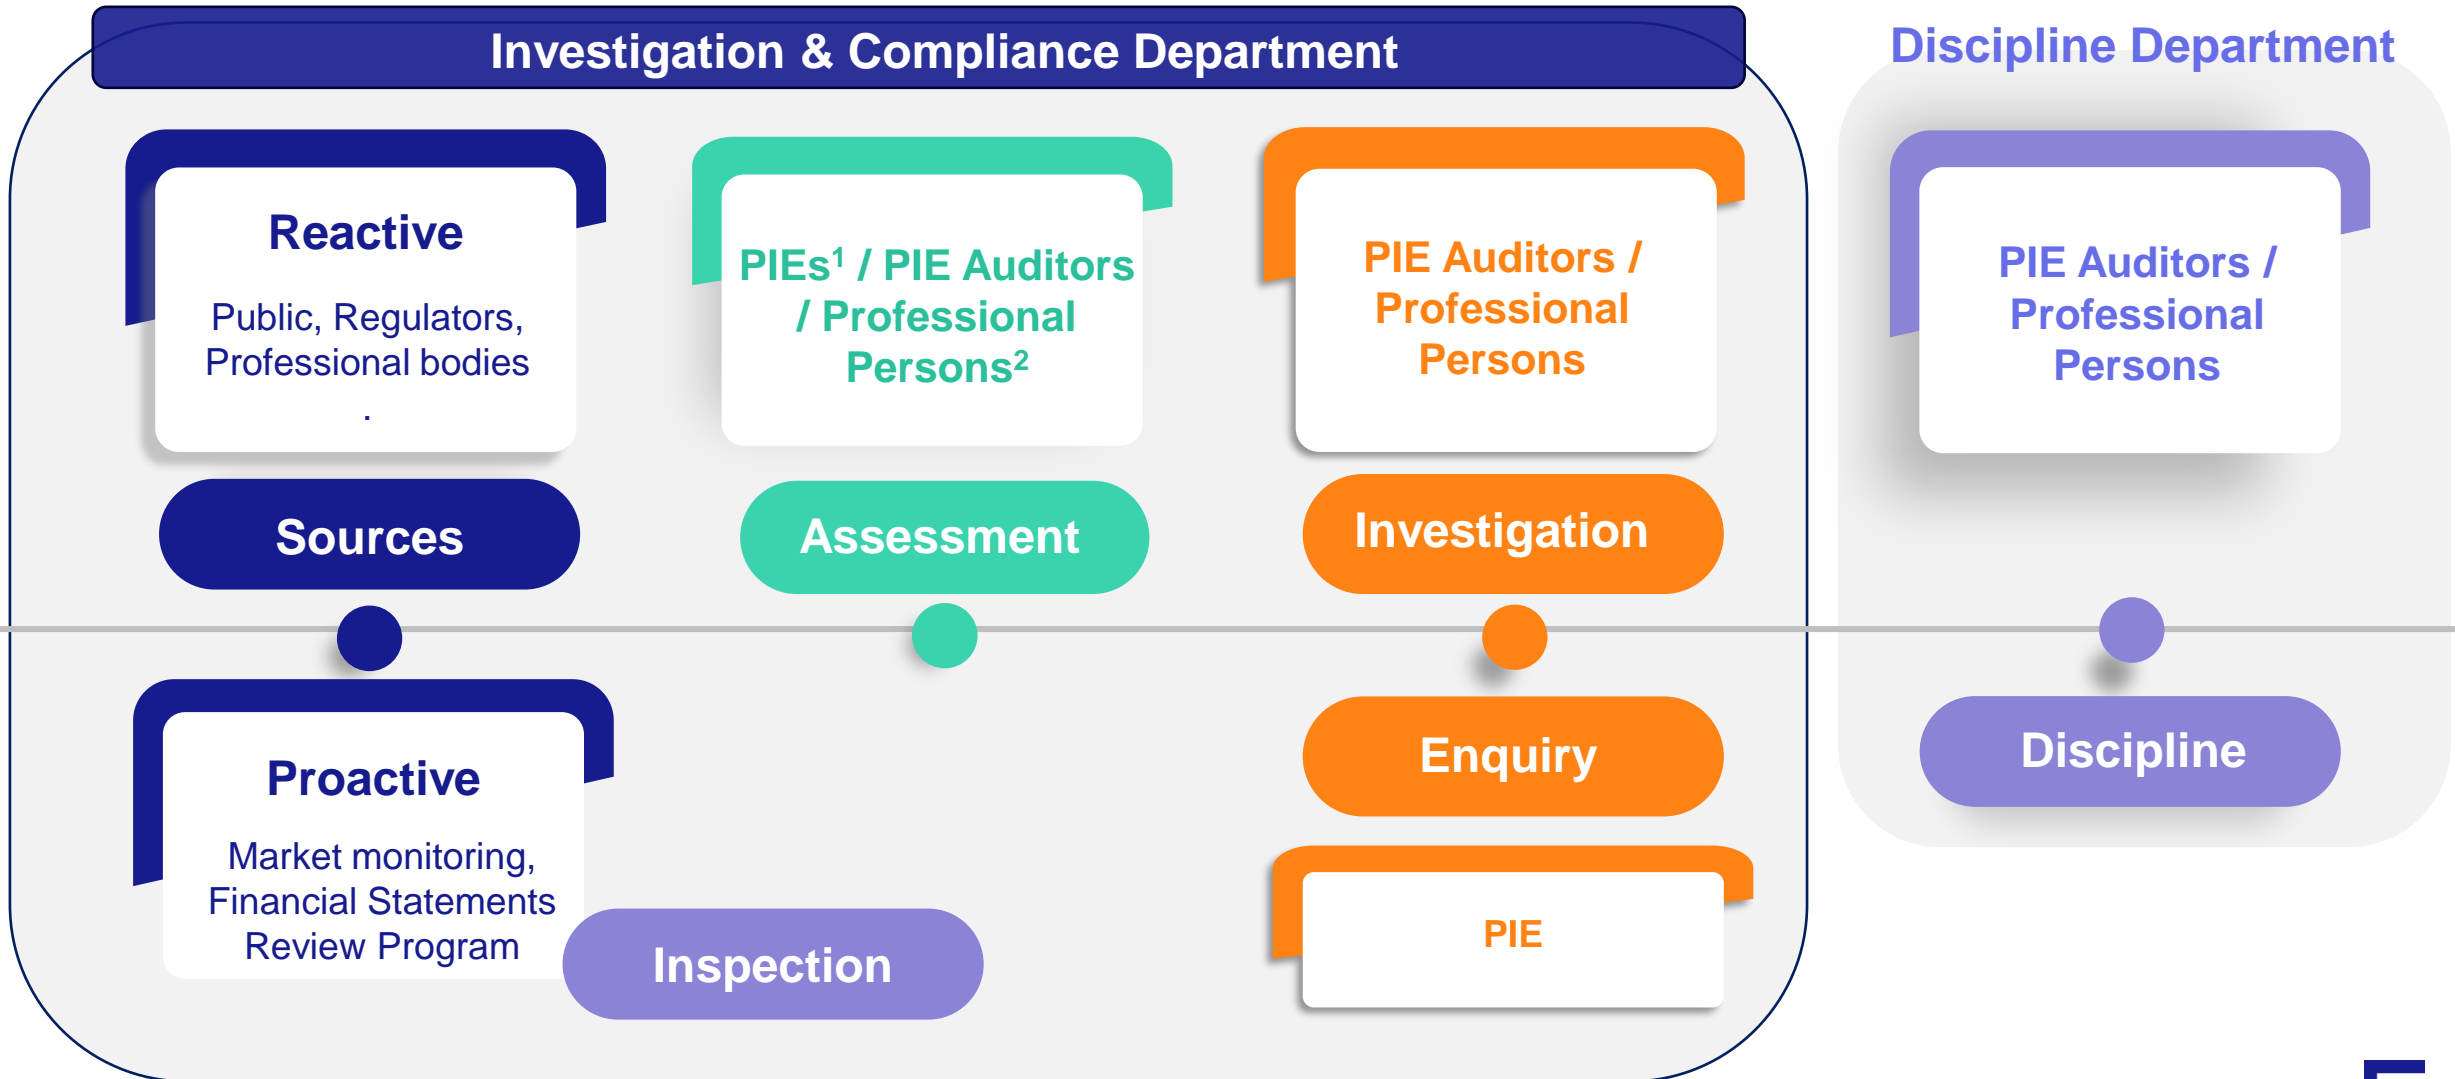 Investigation & Compliance Department
Discipline Department
Reactive
Public, Regulators,
Professional bodies
.
Sources
Proactive
Market monitoring,
Financial Statements
Review Program
Inspection
PIEs¹ / PIE Auditors
/ Professional
Persons²
Assessment
PIE Auditors /
Professional
Persons
Investigation
Enquiry
PIE
PIE Auditors /
Professional
Persons
Discipline